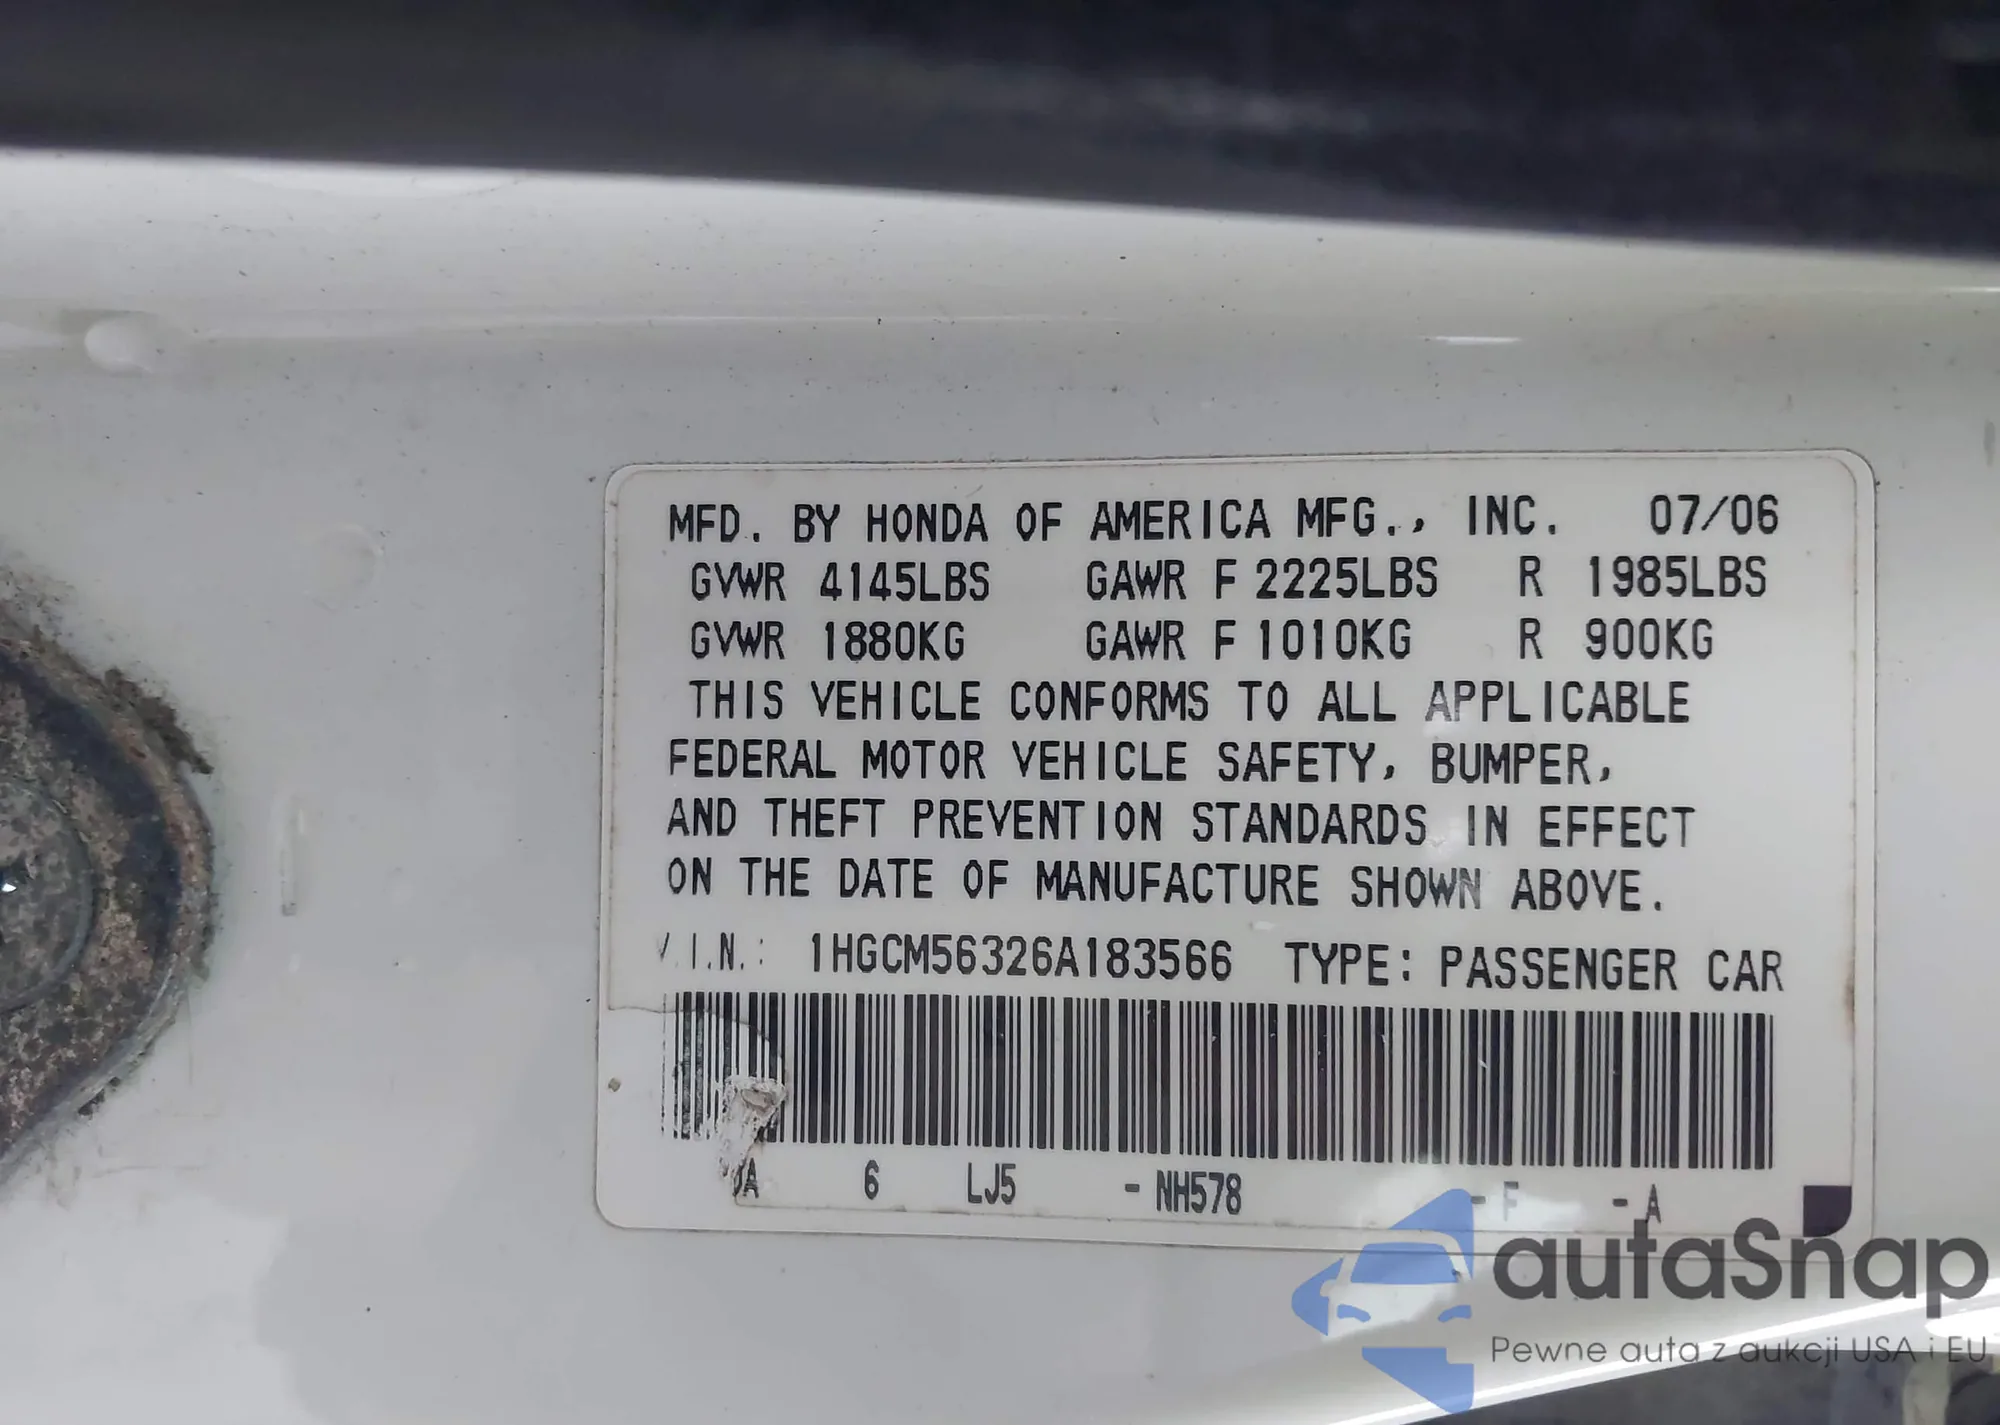 MFD. BY HONDA OF AMERICA MFG., INC. 07/06
GVWR 4145LBS GAWR F 2225LBS R 1985LBS
GVWR 1880KG GAWR F 1010KG R 900KG
THIS VEHICLE CONFORMS TO ALL APPLICABLE
FEDERAL MOTOR VEHICLE SAFETY, BUMPER,
AND THEFT PREVENTION STANDARDS IN EFFECT
ON THE DATE OF MANUFACTURE SHOWN ABOVE.
V.I.N.: 1HGCM56326A183566 TYPE: PASSENGER CAR
6 LJ5 -NH578 -F -A
autaSnap
Pewne auta z aukcji USA i EU